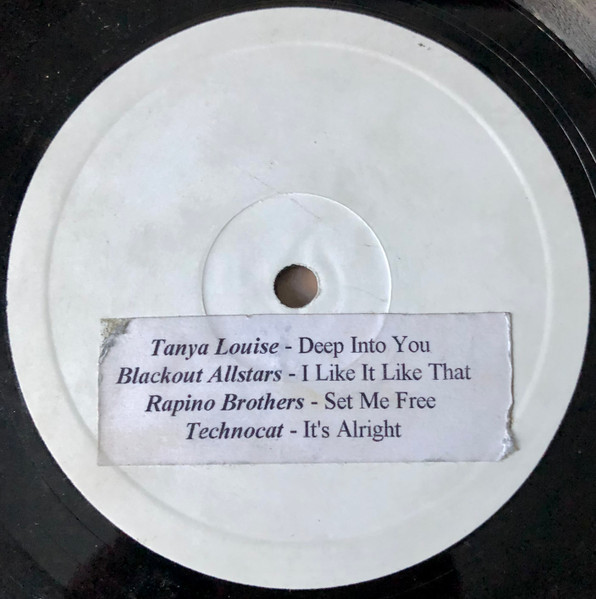 Tanya Louise - Deep Into You
Blackout Allstars - I Like It Like That
Rapino Brothers - Set Me Free
Technocat - It's Alright